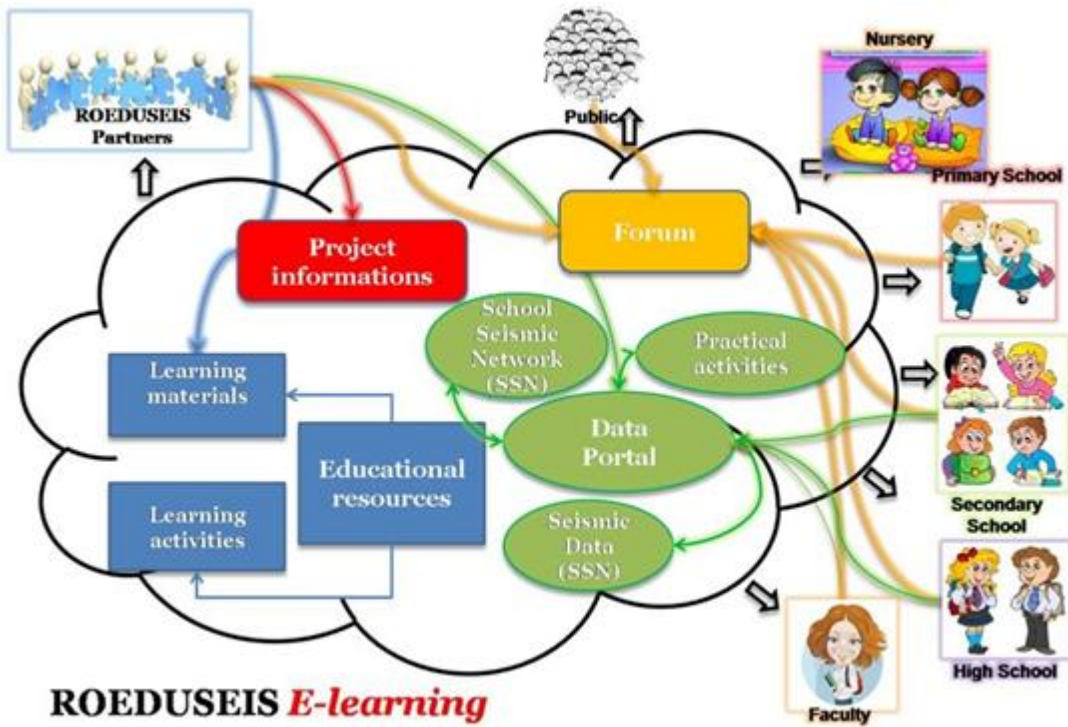 ROEDUSEIS
Partners
Public
Nursery
Primary School
Project
informations
Forum
School
Seismic
Network
(SSN)
Practical
activities
Learning
materials
Data
Portal
Educational
resources
Learning
activities
Seismic
Data
(SSN)
Secondary
School
High School
Faculty
ROEDUSEIS E-learning